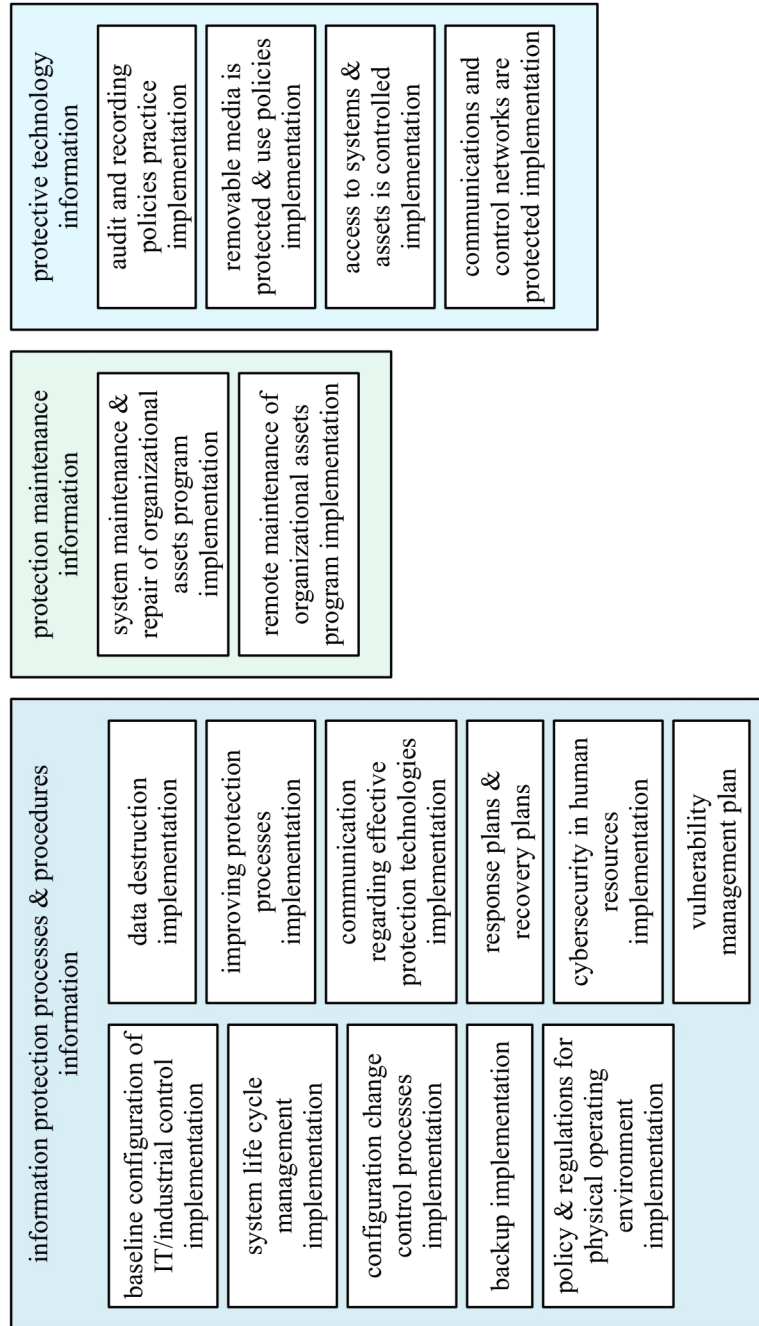 information protection processes & procedures
information
baseline configuration of
IT/industrial control
implementation
system life cycle
management
implementation
configuration change
control processes
implementation
backup implementation
policy & regulations for
physical operating
environment
implementation
data destruction
implementation
improving protection
processes
implementation
communication
regarding effective
protection technologies
implementation
response plans &
recovery plans
cybersecurity in human
resources
implementation
vulnerability
management plan
protection maintenance
information
system maintenance &
repair of organizational
assets program
implementation
remote maintenance of
organizational assets
program implementation
protective technology
information
audit and recording
policies practice
implementation
removable media is
protected & use policies
implementation
access to systems &
assets is controlled
implementation
communications and
control networks are
protected implementation